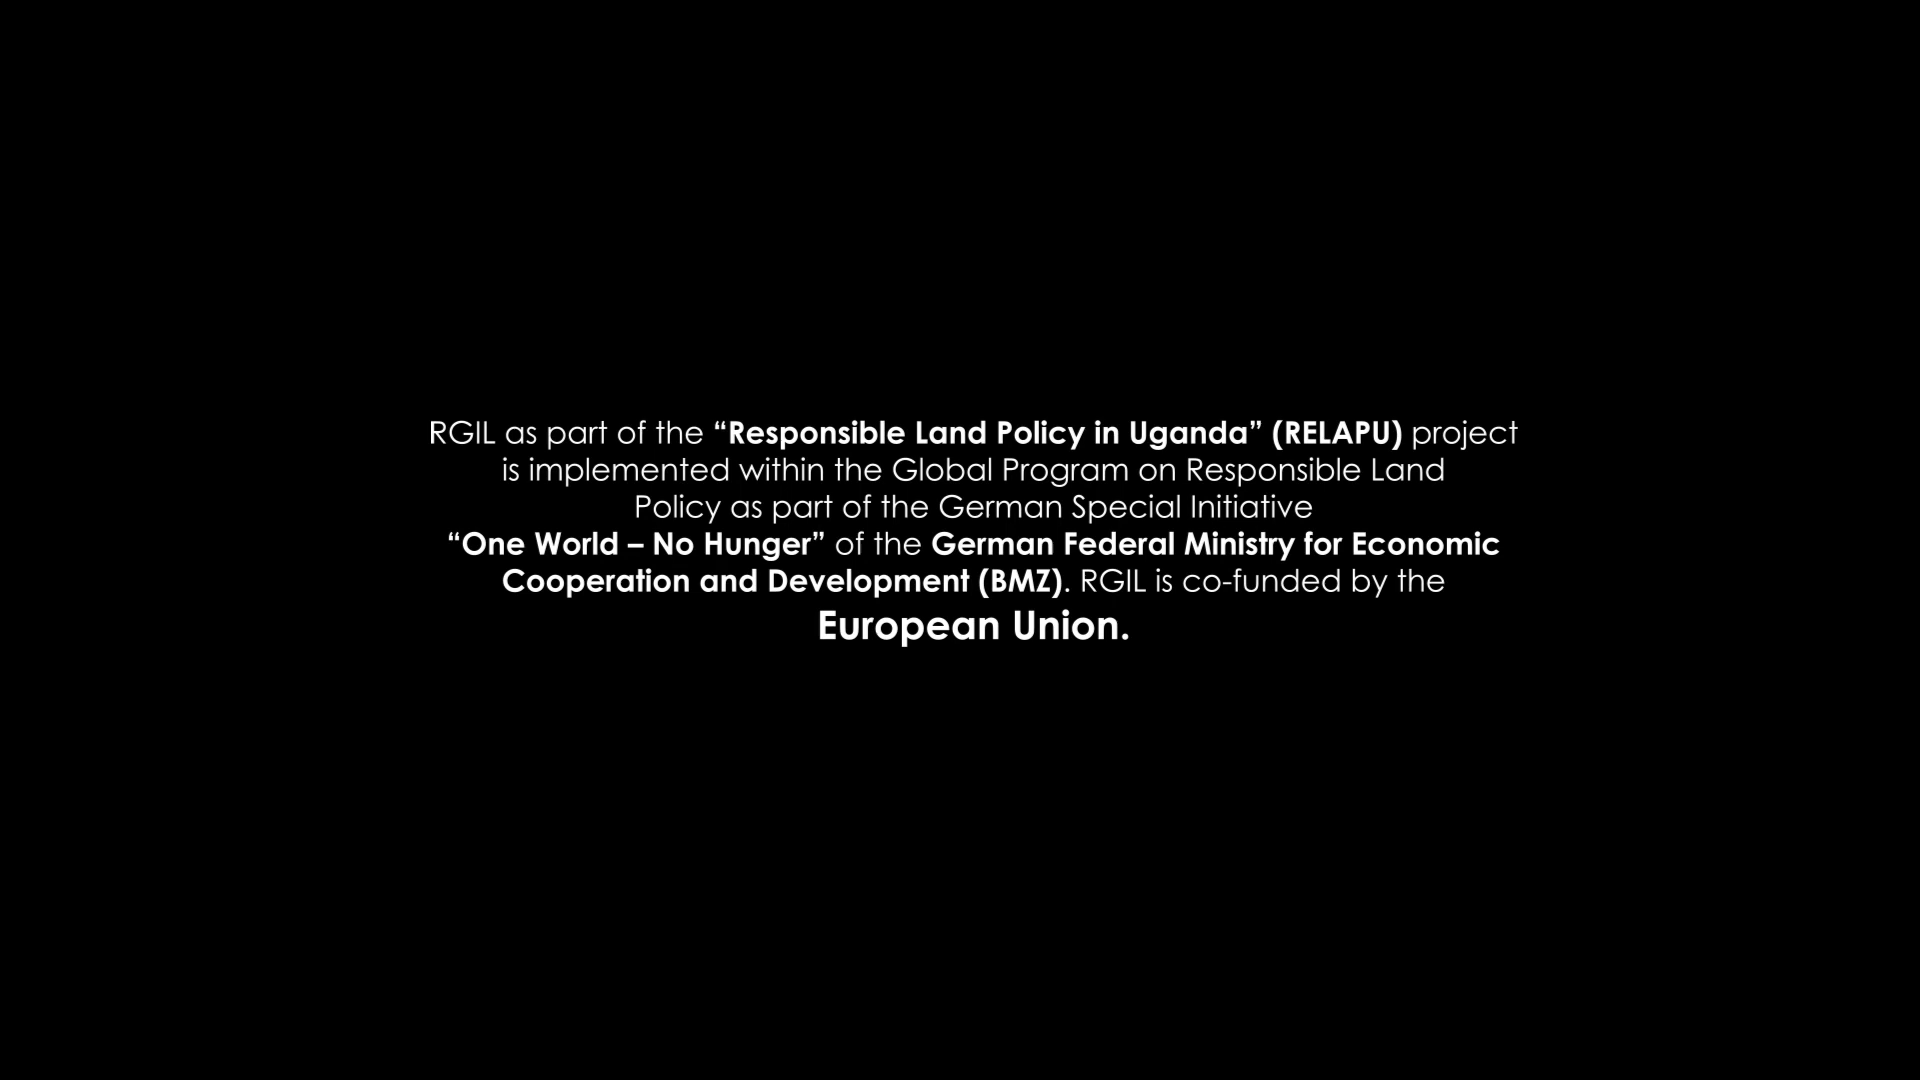 RGIL as part of the “Responsible Land Policy in Uganda” (RELAPU) project
is implemented within the Global Program on Responsible Land
Policy as part of the German Special Initiative
“One World – No Hunger” of the German Federal Ministry for Economic
Cooperation and Development (BMZ). RGIL is co-funded by the
European Union.